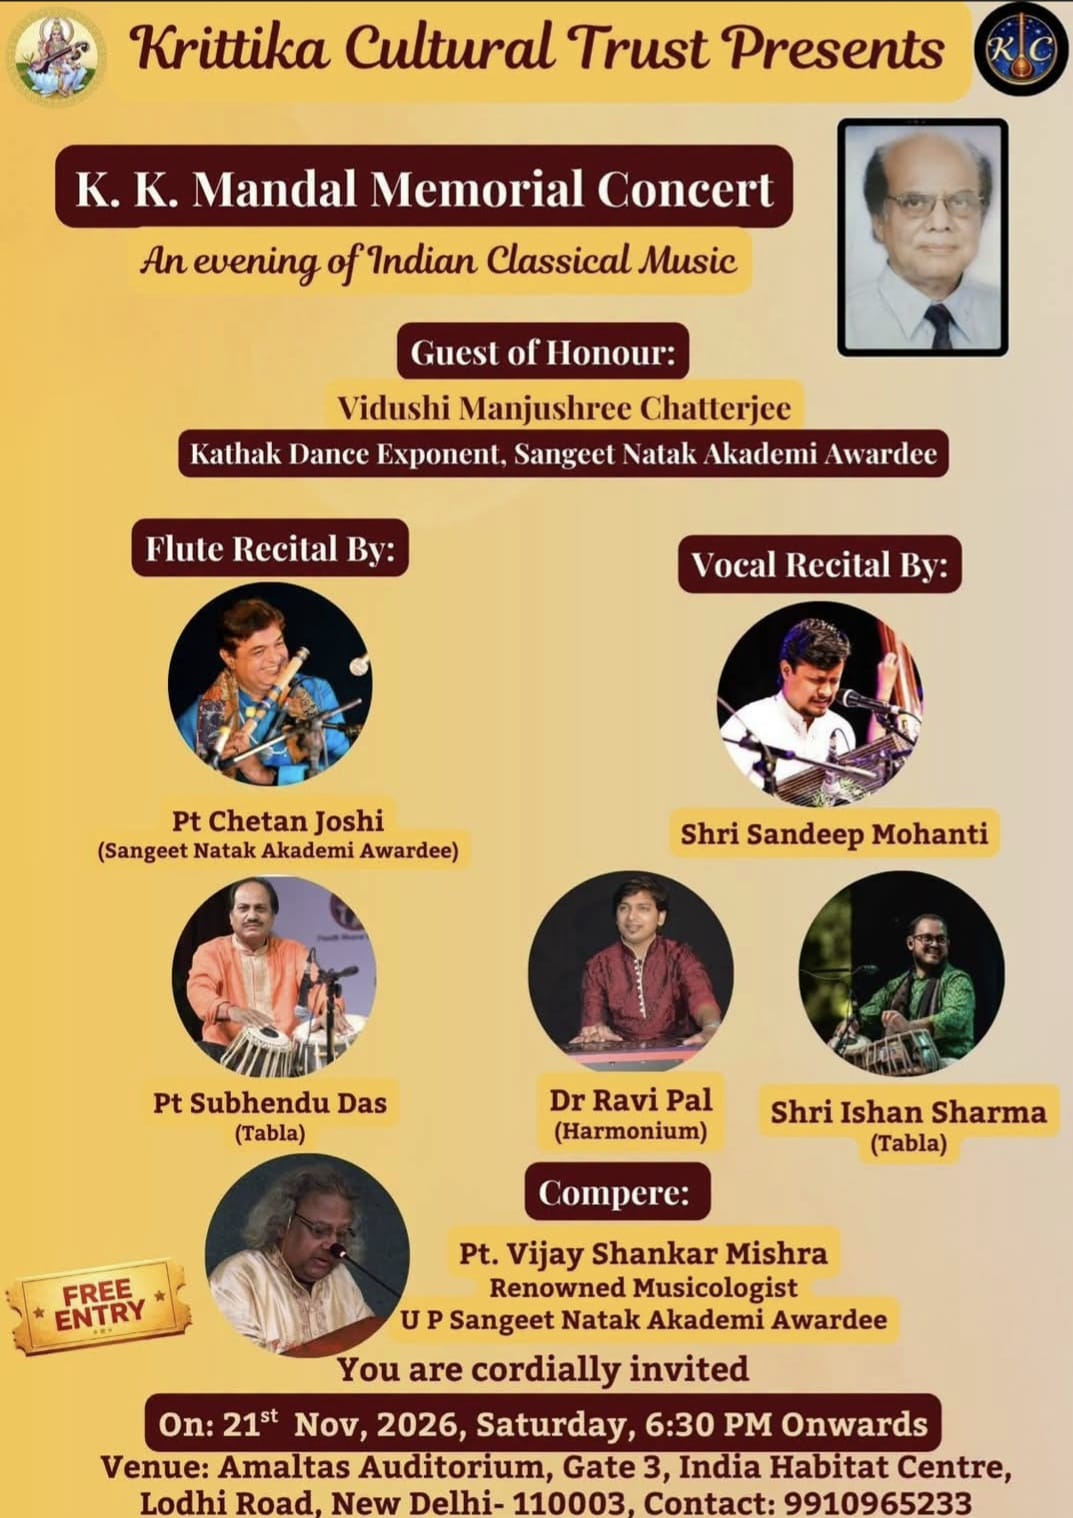 Krittika Cultural Trust Presents
K C
K. K. Mandal Memorial Concert
An evening of Indian Classical Music
Guest of Honour:
Vidushi Manjushree Chatterjee
Kathak Dance Exponent, Sangeet Natak Akademi Awardee
Flute Recital By:
Vocal Recital By:
Pt Chetan Joshi
(Sangeet Natak Akademi Awardee)
Shri Sandeep Mohanti
Pt Subhendu Das
(Tabla)
Dr Ravi Pal
(Harmonium)
Shri Ishan Sharma
(Tabla)
Compere:
Pt. Vijay Shankar Mishra
Renowned Musicologist
U P Sangeet Natak Akademi Awardee
FREE
ENTRY
You are cordially invited
On: 21st Nov, 2026, Saturday, 6:30 PM Onwards
Venue: Amaltas Auditorium, Gate 3, India Habitat Centre,
Lodhi Road, New Delhi- 110003, Contact: 9910965233